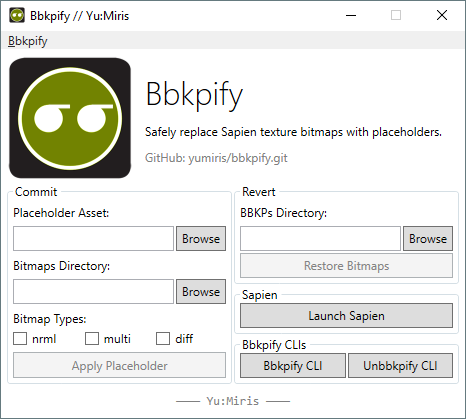 Bbkpify // Yu:Miris
Bbkpify
Bbkpify
Safely replace Sapien texture bitmaps with placeholders.
GitHub: yumiris/bbkpify.git
Commit
Placeholder Asset:
Browse
Bitmaps Directory:
Browse
Bitmap Types:
nrml multi diff
Apply Placeholder
Revert
BBKPs Directory:
Browse
Restore Bitmaps
Sapien
Launch Sapien
Bbkpify CLIs
Bbkpify CLI Unbbkpify CLI
Yu:Miris